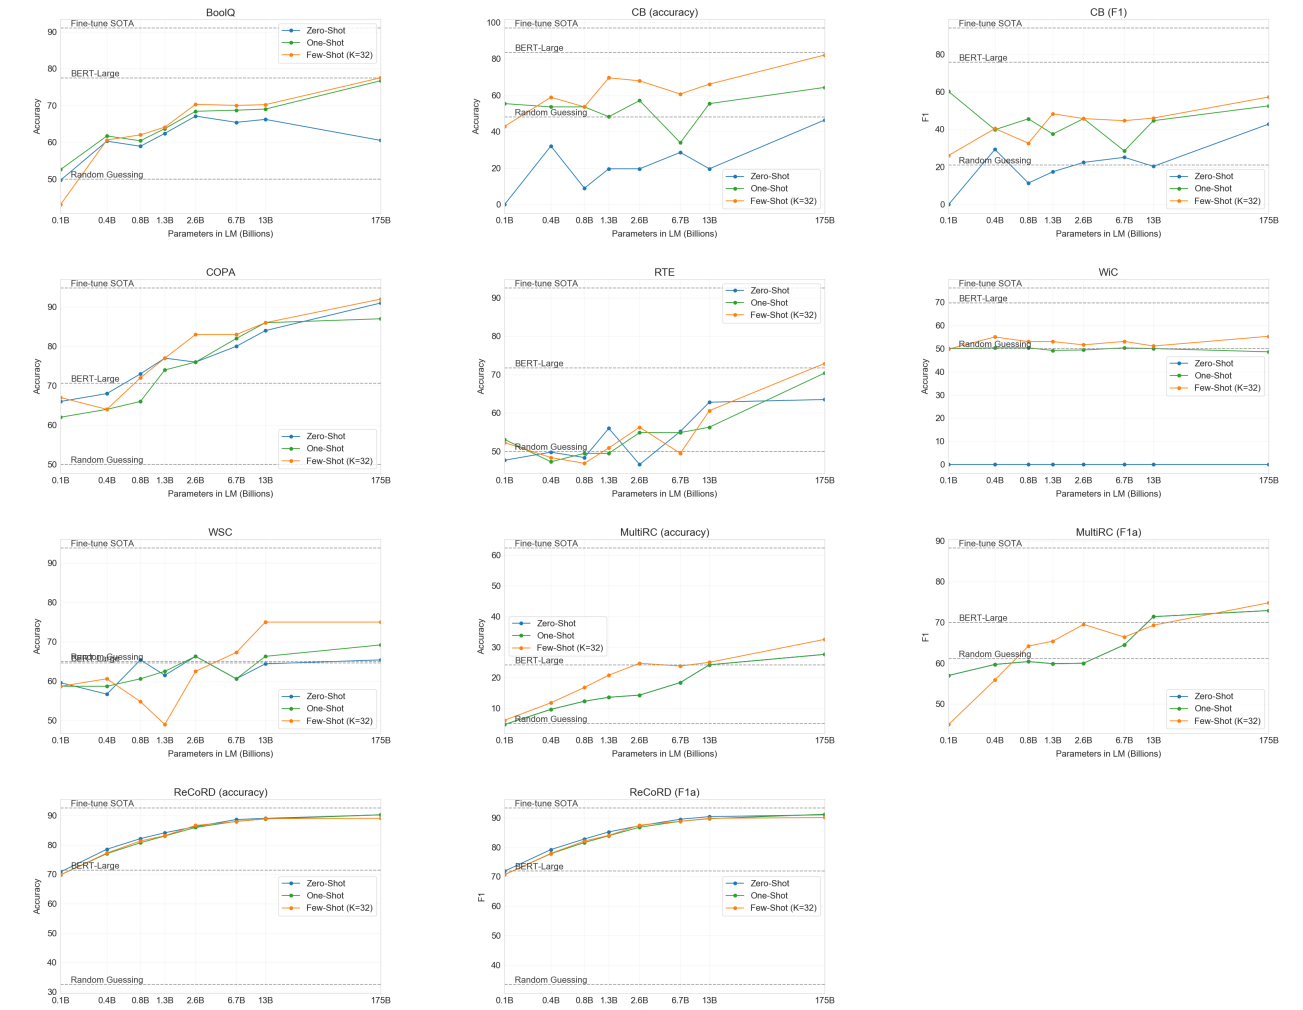 BoolQ
Fine-tune SOTA
90
Zero-Shot
One-Shot
Few-Shot (K=32)
80
BERT-Large
70
Accuracy
60
50
Random Guessing
0.1B 0.4B 0.8B 1.3B 2.6B 6.7B 13B 175B
Parameters in LM (Billions)
CB (accuracy)
100
Fine-tune SOTA
BERT-Large
80
60
Accuracy
Random Guessing
40
20
Zero-Shot
One-Shot
Few-Shot (K=32)
0
0.1B 0.4B 0.8B 1.3B 2.6B 6.7B 13B 175B
Parameters in LM (Billions)
CB (F1)
Fine-tune SOTA
80
BERT-Large
60
F1
40
Random Guessing
20
Zero-Shot
One-Shot
Few-Shot (K=32)
0
0.1B 0.4B 0.8B 1.3B 2.6B 6.7B 13B 175B
Parameters in LM (Billions)
COPA
Fine-tune SOTA
90
80
Accuracy
BERT-Large
70
60
Zero-Shot
One-Shot
Few-Shot (K=32)
Random Guessing
50
0.1B 0.4B 0.8B 1.3B 2.6B 6.7B 13B 175B
Parameters in LM (Billions)
RTE
Fine-tune SOTA
90
Zero-Shot
One-Shot
Few-Shot (K=32)
80
Accuracy
BERT-Large
70
60
Random Guessing
50
0.1B 0.4B 0.8B 1.3B 2.6B 6.7B 13B 175B
Parameters in LM (Billions)
WiC
Fine-tune SOTA
70
BERT-Large
60
Random Guessing
50
Accuracy
40
Zero-Shot
One-Shot
Few-Shot (K=32)
30
20
10
0
0.1B 0.4B 0.8B 1.3B 2.6B 6.7B 13B 175B
Parameters in LM (Billions)
WSC
Fine-tune SOTA
90
80
Accuracy
70
Random Guessing
BERT-Large
60
Zero-Shot
One-Shot
Few-Shot (K=32)
50
0.1B 0.4B 0.8B 1.3B 2.6B 6.7B 13B 175B
Parameters in LM (Billions)
MultiRC (accuracy)
Fine-tune SOTA
60
50
40
Accuracy
Zero-Shot
One-Shot
Few-Shot (K=32)
30
BERT-Large
20
10
Random Guessing
0.1B 0.4B 0.8B 1.3B 2.6B 6.7B 13B 175B
Parameters in LM (Billions)
MultiRC (F1a)
90
Fine-tune SOTA
80
BERT-Large
70
F1
Random Guessing
60
Zero-Shot
One-Shot
Few-Shot (K=32)
50
0.1B 0.4B 0.8B 1.3B 2.6B 6.7B 13B 175B
Parameters in LM (Billions)
ReCoRD (accuracy)
Fine-tune SOTA
90
80
BERT-Large
70
Accuracy
Zero-Shot
One-Shot
Few-Shot (K=32)
60
50
40
Random Guessing
30
0.1B 0.4B 0.8B 1.3B 2.6B 6.7B 13B 175B
ReCoRD (F1a)
Fine-tune SOTA
90
80
BERT-Large
70
F1
Zero-Shot
One-Shot
Few-Shot (K=32)
60
50
40
Random Guessing
0.1B 0.4B 0.8B 1.3B 2.6B 6.7B 13B 175B